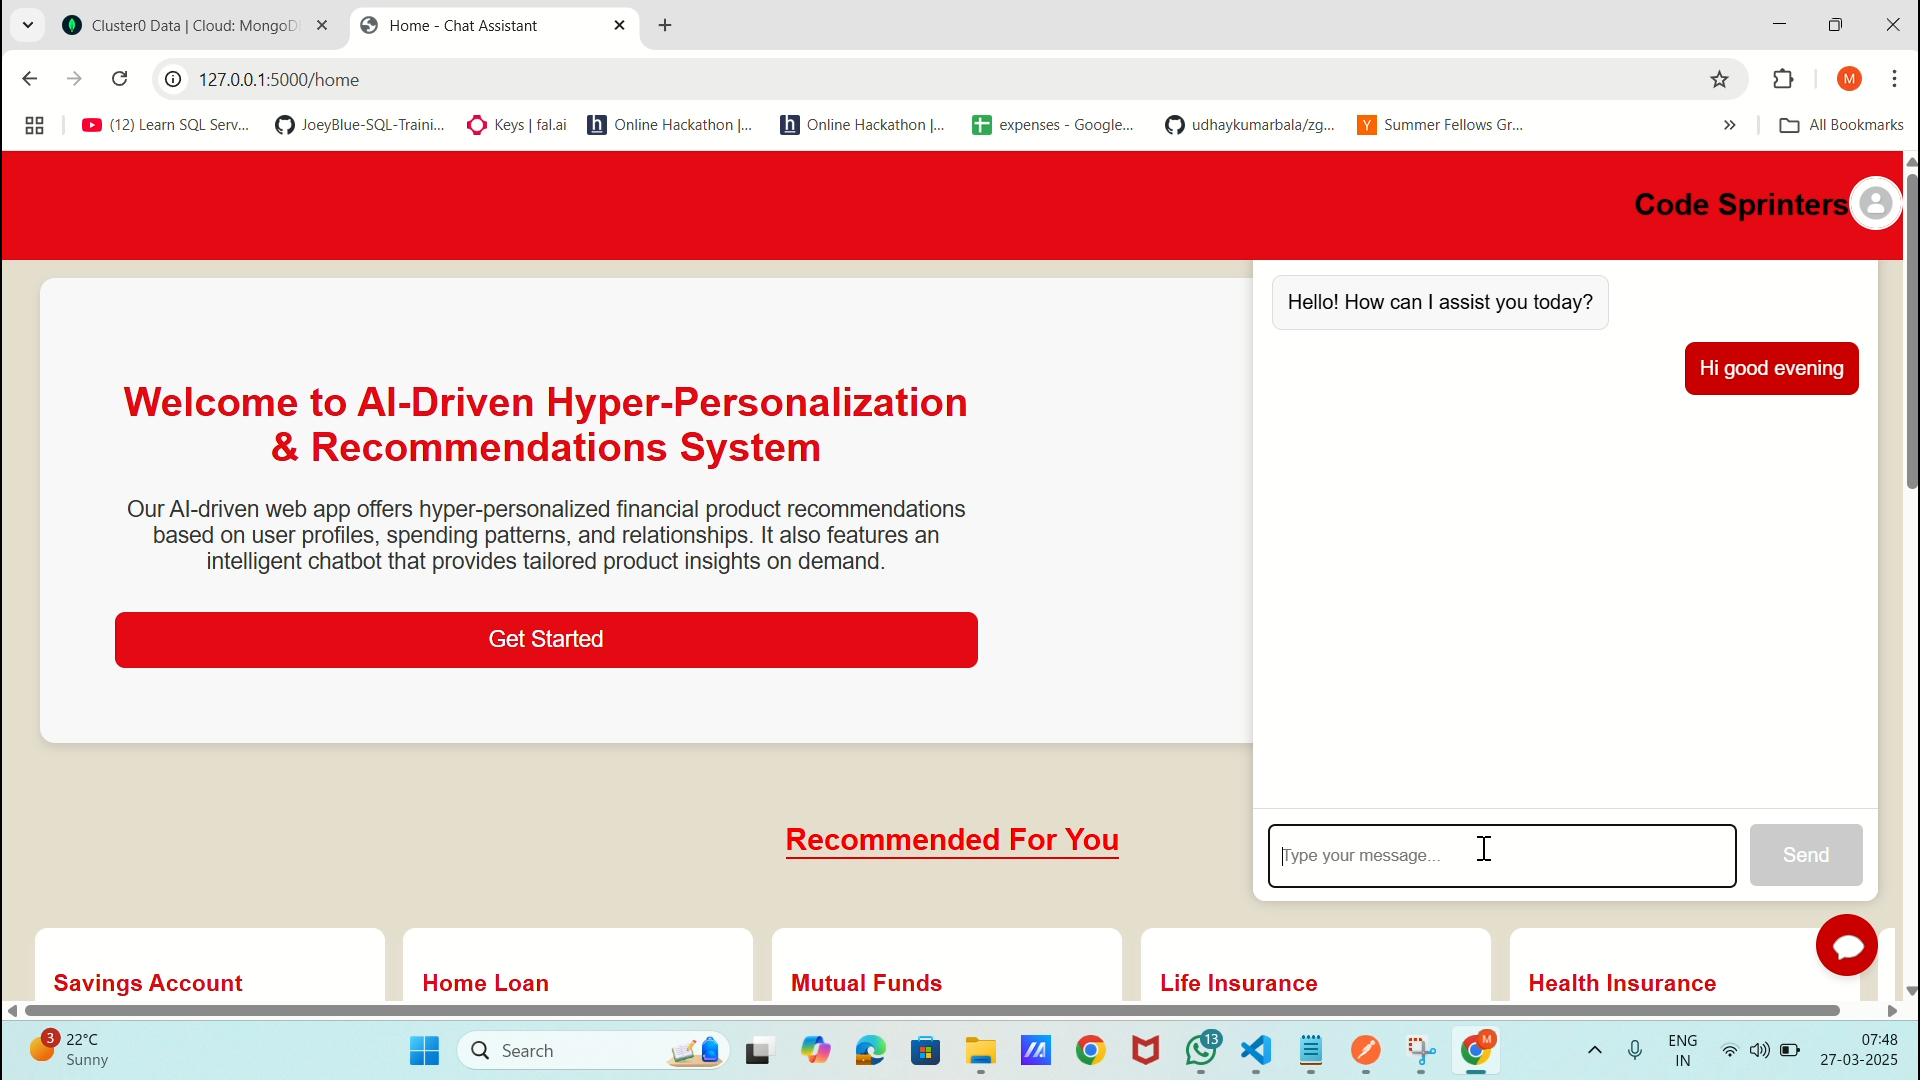 Cluster0 Data | Cloud: MongoD
Home - Chat Assistant
127.0.0.1:5000/home
M
(12) Learn SQL Serv...
JoeyBlue-SQL-Traini...
Keys | fal.ai
Online Hackathon |...
Online Hackathon |...
expenses - Google...
udhaykumarbala/zg...
Summer Fellows Gr...
All Bookmarks
Code Sprinters
Hello! How can I assist you today?
Hi good evening
Welcome to AI-Driven Hyper-Personalization
& Recommendations System
Our AI-driven web app offers hyper-personalized financial product recommendations
based on user profiles, spending patterns, and relationships. It also features an
intelligent chatbot that provides tailored product insights on demand.
Get Started
Recommended For You
Type your message...
Send
Savings Account
Home Loan
Mutual Funds
Life Insurance
Health Insurance
3
22°C
Sunny
Search
13
M
ENG
IN
07:48
27-03-2025